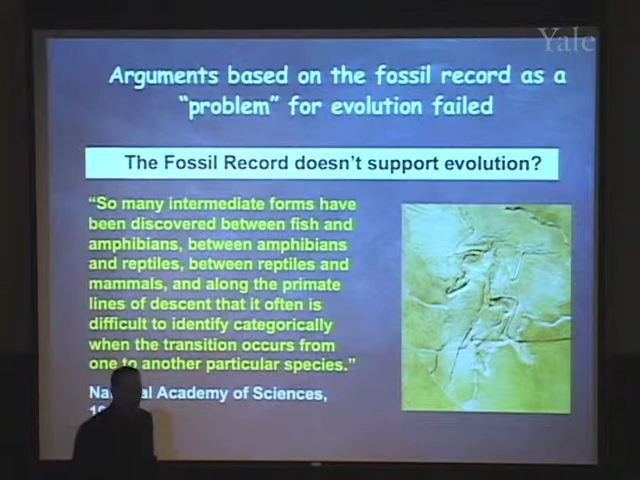 Yale
Arguments based on the fossil record as a
“problem” for evolution failed
The Fossil Record doesn’t support evolution?
“So many intermediate forms have
been discovered between fish and
amphibians, between amphibians
and reptiles, between reptiles and
mammals, and along the primate
lines of descent that it often is
difficult to identify categorically
when the transition occurs from
one to another particular species.”
Academy of Sciences,